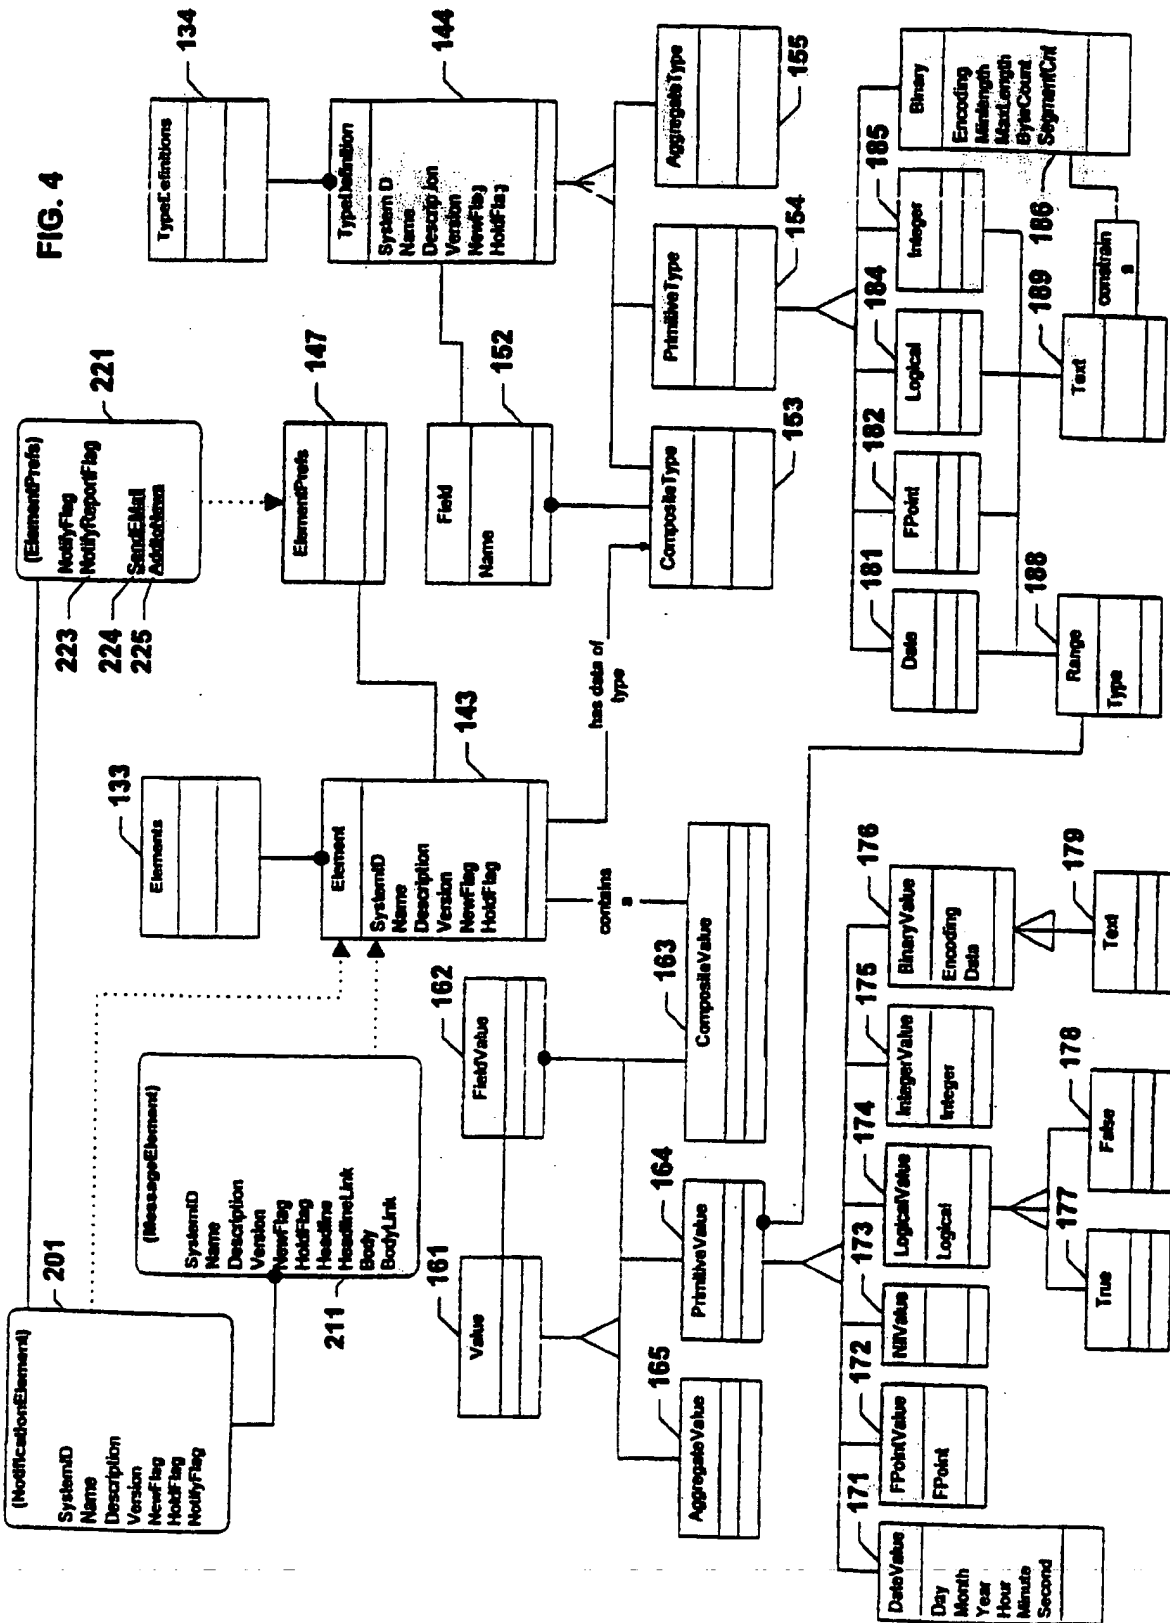 FIG. 4
(NotificationElement)
SystemID
Name
Description
Version
NewFlag
HoldFlag
NotifyFlag
201
(MessageElement)
SystemID
Name
Description
Version
NewFlag
HoldFlag
Headline
HeadlineLink
Body
BodyLink
211
(ElementPrefs)
NotifyFlag
NotifyReportFlag
SendEMail
AddtoNews
221
223
224
225
Elements
133
Element
SystemID
Name
Description
Version
NewFlag
HoldFlag
143
ElementPrefs
147
TypeDefinitions
134
TypeDefinition
System D
Name
Description
Version
NewFlag
HoldFlag
144
Field
Name
152
contains
a
has data of
type
Value
161
FieldValue
162
AggregateValue
165
PrimitiveValue
164
CompositeValue
163
CompositeType
153
PrimitiveType
154
AggregateType
155
DateValue
Day
Month
Year
Hour
Minute
Second
171
FPointValue
FPoint
172
NilValue
173
LogicalValue
Logical
174
IntegerValue
Integer
175
BinaryValue
Encoding
Data
176
True
177
False
178
Text
179
Date
181
FPoint
182
Logical
184
Integer
185
Binary
Encoding
Minlength
MaxLength
ByteCount
SegmentCnt
186
Range
Type
188
Text
189
constrain
a